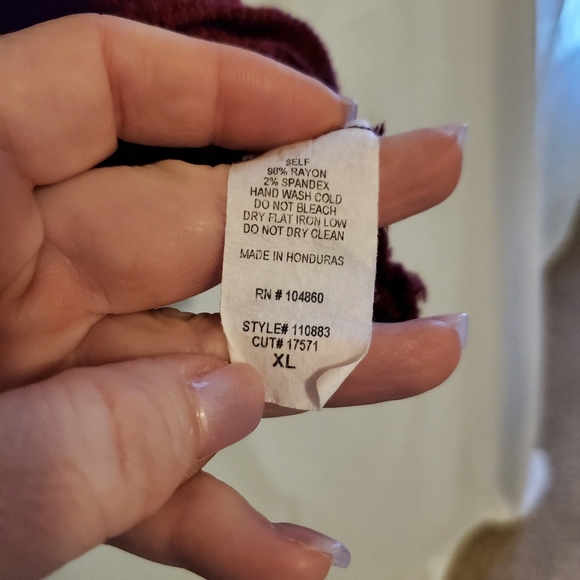 SELF
98% RAYON
2% SPANDEX
HAND WASH COLD
DO NOT BLEACH
DRY FLAT IRON LOW
DO NOT DRY CLEAN
MADE IN HONDURAS
RN # 104860
STYLE# 110883
CUT# 17571
XL